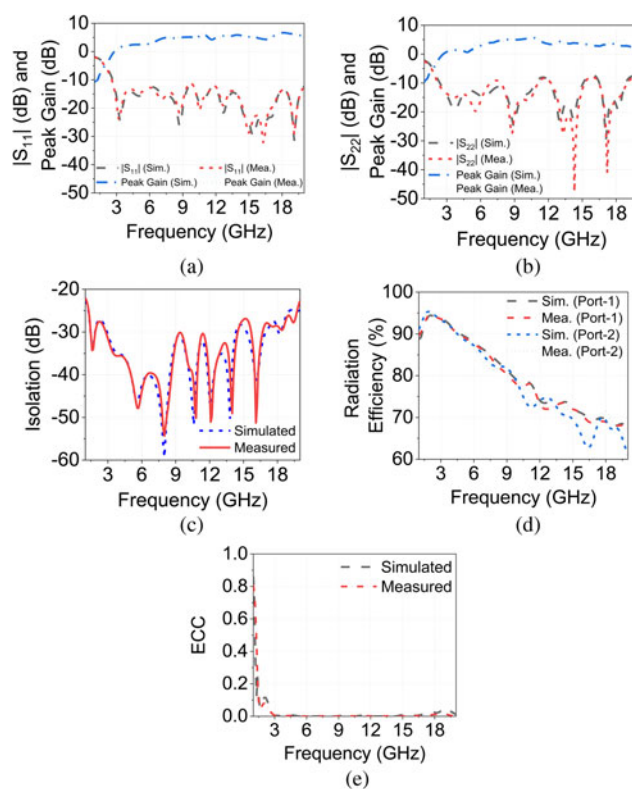 |S11| (dB) and
Peak Gain (dB)
20
10
0
-10
-20
-30
-40
-50
|S11| (Sim.)
|S11| (Mea.)
Peak Gain (Sim.)
Peak Gain (Mea.)
3 6 9 12 15 18
Frequency (GHz)
(a)
|S22| (dB) and
Peak Gain (dB)
20
10
0
-10
-20
-30
-40
-50
|S22| (Sim.)
|S22| (Mea.)
Peak Gain (Sim.)
Peak Gain (Mea.)
3 6 9 12 15 18
Frequency (GHz)
(b)
Isolation (dB)
-20
-30
-40
-50
-60
Simulated
Measured
3 6 9 12 15 18
Frequency (GHz)
(c)
Radiation
Efficiency (%)
100
90
80
70
60
Sim. (Port-1)
Mea. (Port-1)
Sim. (Port-2)
Mea. (Port-2)
3 6 9 12 15 18
Frequency (GHz)
(d)
ECC
1.0
0.8
0.6
0.4
0.2
0.0
Simulated
Measured
3 6 9 12 15 18
Frequency (GHz)
(e)